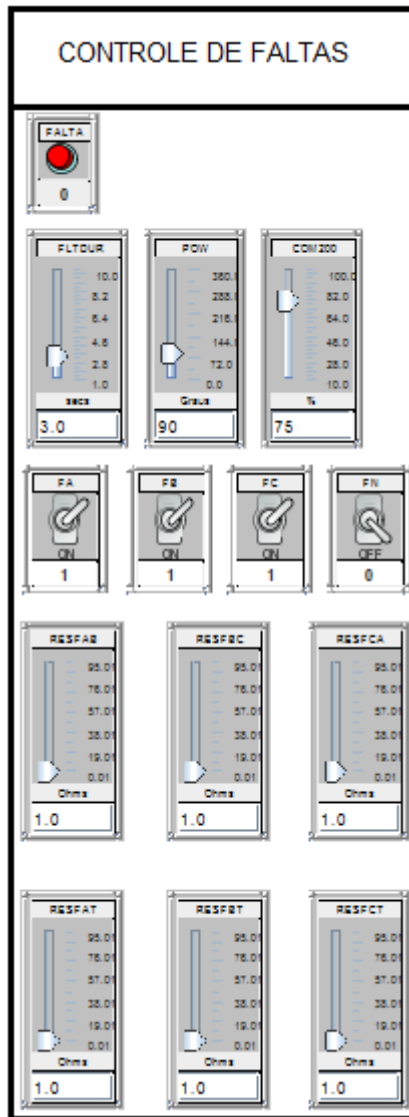 CONTROLE DE FALTAS
FALTA
0
FLTDUR POW COM200
10.0 360.0 100.0
8.2 288.0 82.0
6.4 216.0 64.0
4.6 144.0 46.0
2.8 72.0 28.0
1.0 0.0 10.0
secs Graus %
3.0 90 75
FA FB FC FN
ON ON ON OFF
1 1 1 0
RESFAB RESFBC RESFCA
95.01 95.01 95.01
76.01 76.01 76.01
57.01 57.01 57.01
38.01 38.01 38.01
19.01 19.01 19.01
0.01 0.01 0.01
Ohms Ohms Ohms
1.0 1.0 1.0
RESFAT RESFBT RESFCT
95.01 95.01 95.01
76.01 76.01 76.01
57.01 57.01 57.01
38.01 38.01 38.01
19.01 19.01 19.01
0.01 0.01 0.01
Ohms Ohms Ohms
1.0 1.0 1.0